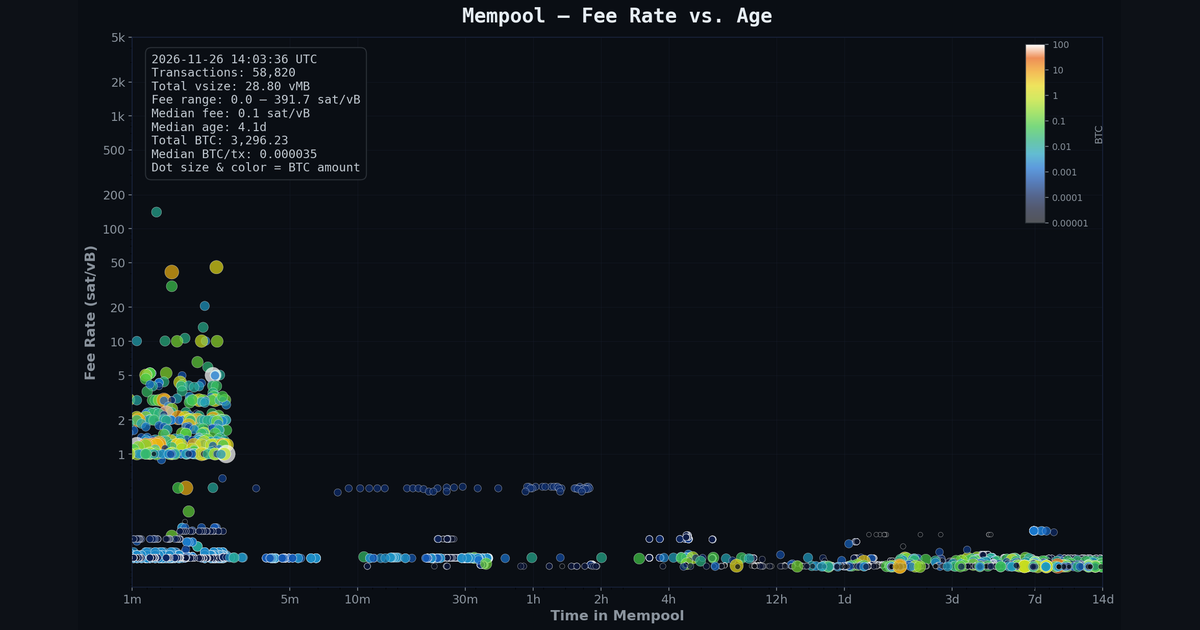 Mempool — Fee Rate vs. Age
2026-11-26 14:03:36 UTC
Transactions: 58,820
Total vsize: 28.80 vMB
Fee range: 0.0 – 391.7 sat/vB
Median fee: 0.1 sat/vB
Median age: 4.1d
Total BTC: 3,296.23
Median BTC/tx: 0.000035
Dot size & color = BTC amount
100
10
1
0.1
0.01
0.001
0.0001
0.00001
BTC
Fee Rate (sat/vB)
5k
2k
1k
500
200
100
50
20
10
5
2
1
1m
5m
10m
30m
1h
2h
4h
12h
1d
3d
7d
14d
Time in Mempool